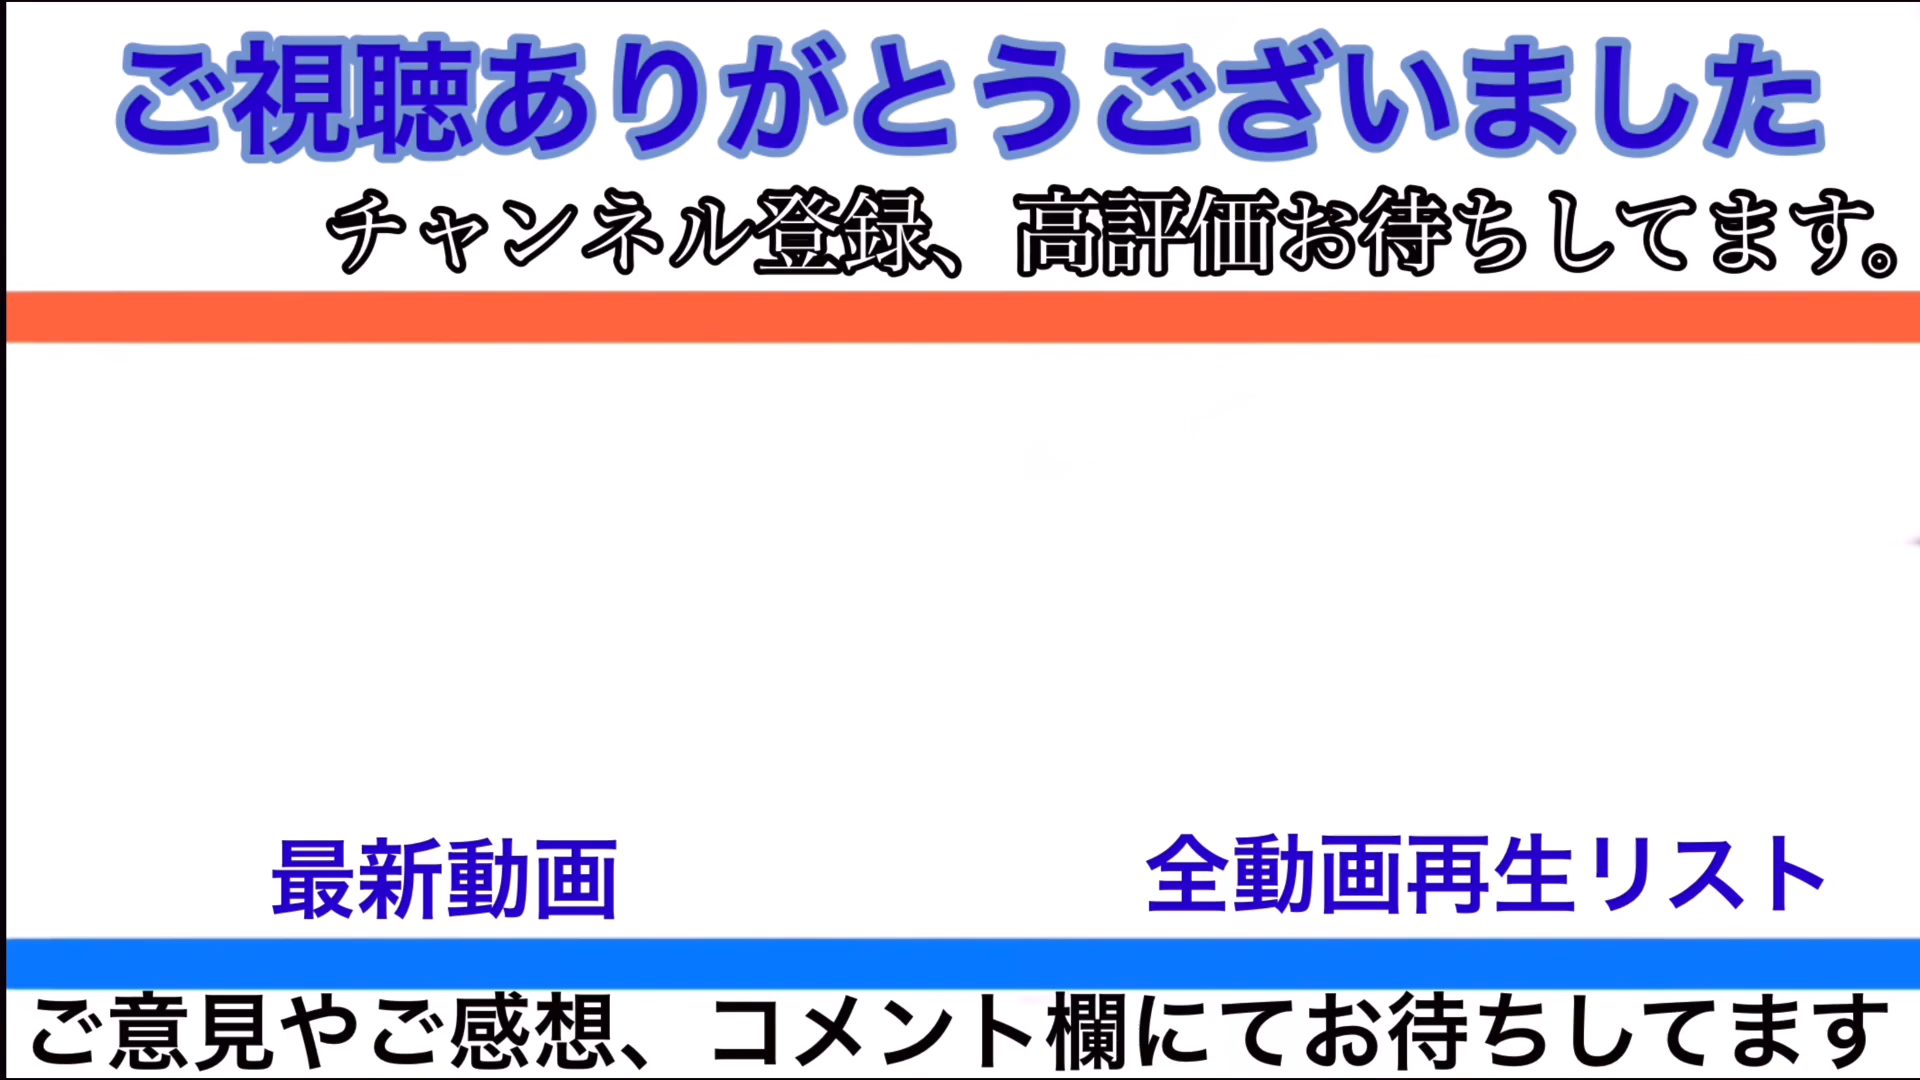 ご視聴ありがとうございました
チャンネル登録、高評価お待ちしてます。
最新動画
全動画再生リスト
ご意見やご感想、コメント欄にてお待ちしてます